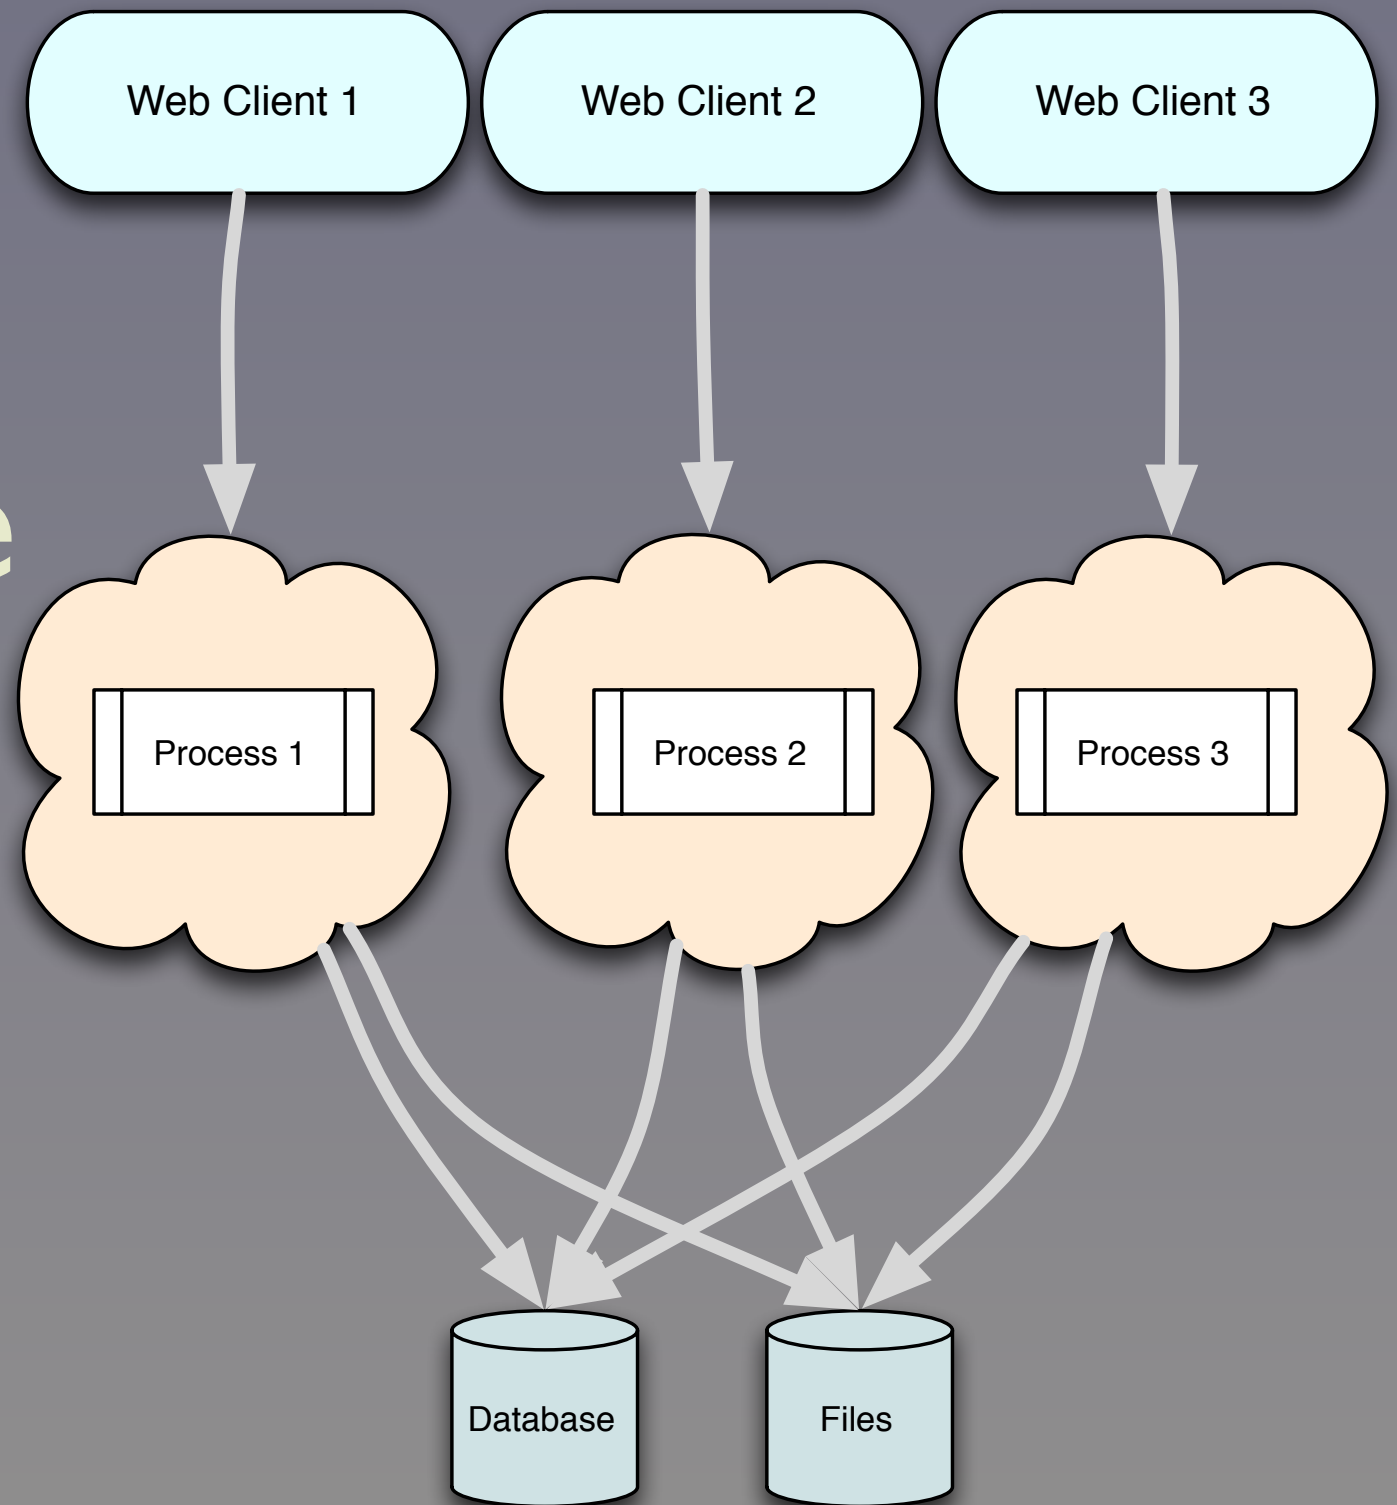 Web Client 1
Web Client 2
Web Client 3
e
Process 1
Process 2
Process 3
Database
Files